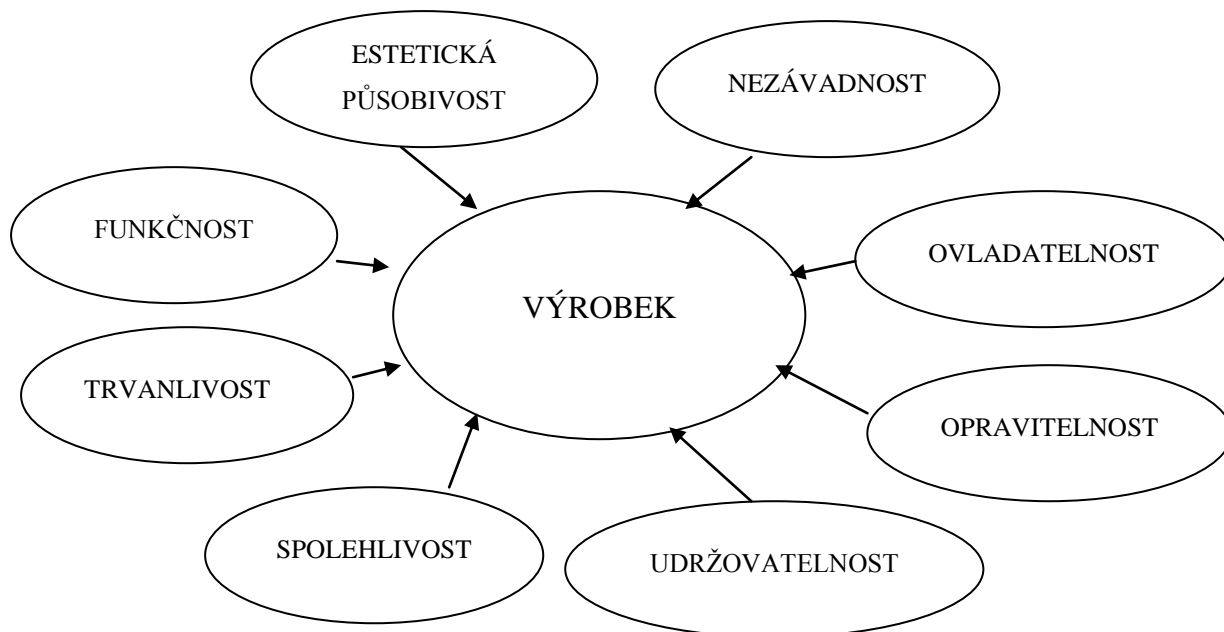 ESTETICKÁ
PŮSOBIVOST
NEZÁVADNOST
FUNKČNOST
OVLADATELNOST
VÝROBEK
TRVANLIVOST
OPRAVITELNOST
SPOLEHLIVOST
UDRŽOVATELNOST